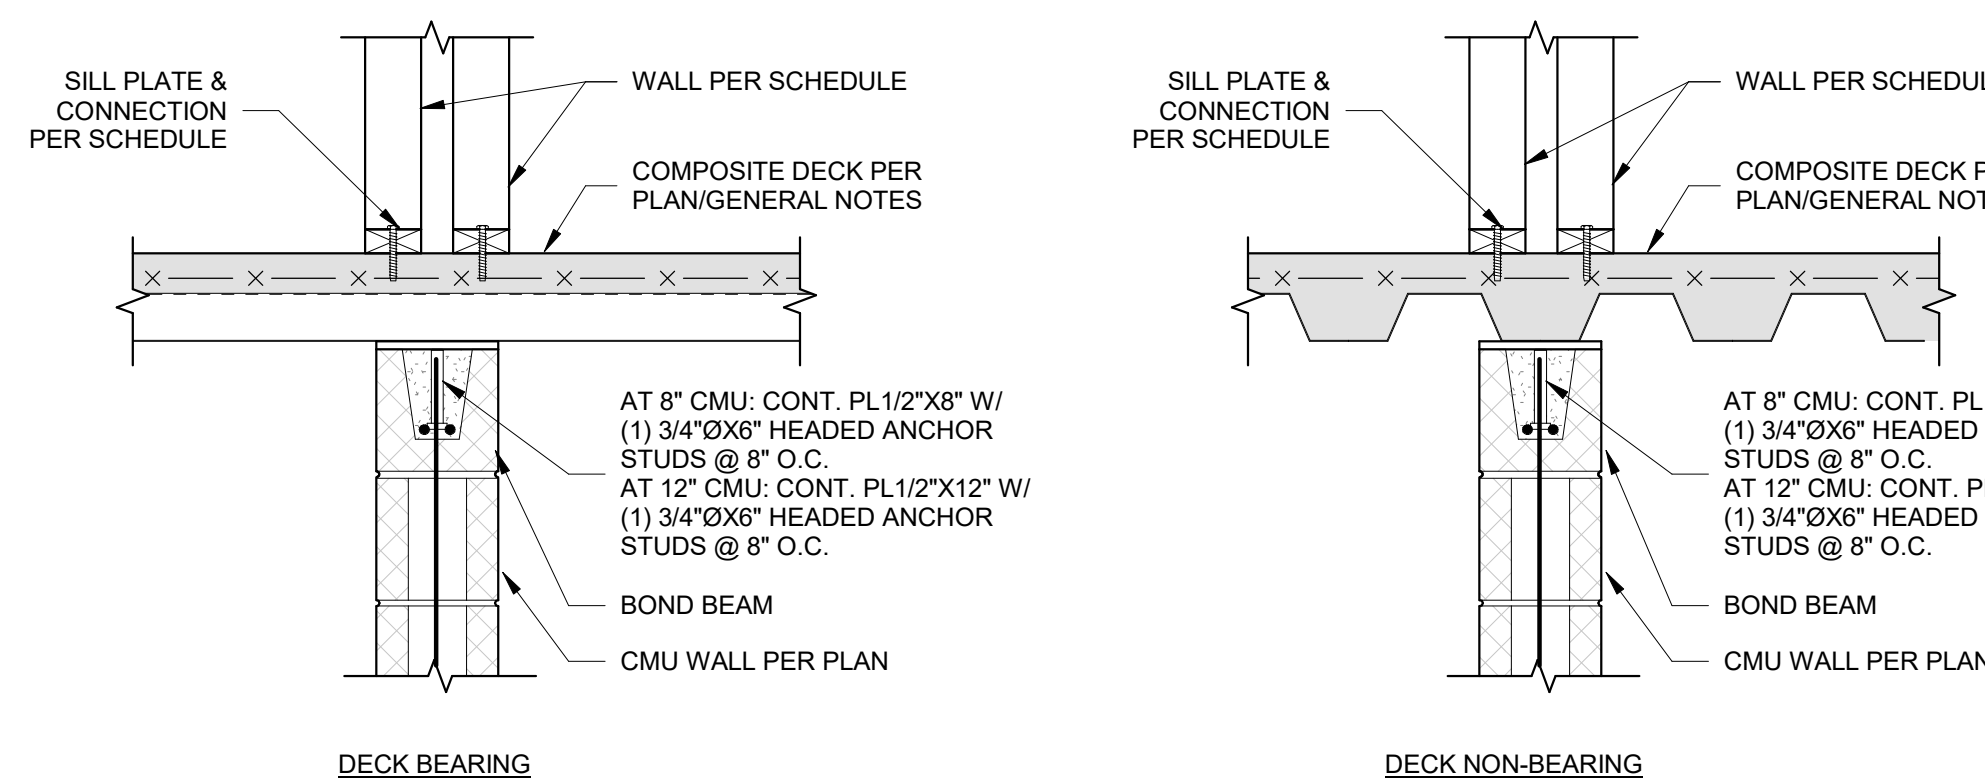 SILL PLATE &
CONNECTION
PER SCHEDULE
WALL PER SCHEDULE
COMPOSITE DECK PER
PLAN/GENERAL NOTES
AT 8" CMU: CONT. PL1/2"X8" W/
(1) 3/4"ØX6" HEADED ANCHOR
STUDS @ 8" O.C.
AT 12" CMU: CONT. PL1/2"X12" W/
(1) 3/4"ØX6" HEADED ANCHOR
STUDS @ 8" O.C.
BOND BEAM
CMU WALL PER PLAN
DECK BEARING
SILL PLATE &
CONNECTION
PER SCHEDULE
WALL PER
COMPOSITE DECK
PLAN/GENERAL
AT 8" CMU: CONT.
(1) 3/4"ØX6" HEADED
STUDS @ 8" O.C.
AT 12" CMU: CONT.
(1) 3/4"ØX6" HEADED
STUDS @ 8" O.C.
BOND BEAM
CMU WALL PER PLAN
DECK NON-BEARING